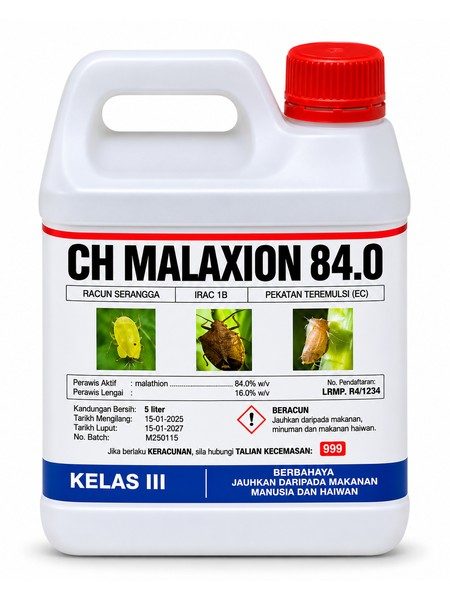 CH MALAXION 84.0
RACUN SERANGGA IRAC 1B PEKATAN TEREMULSI (EC)
Perawis Aktif : malathion ........................ 84.0% w/v
Perawis Lengai : 16.0% w/v
No. Pendaftaran:
LRMP. R4/1234
Kandungan Bersih: 5 liter
Tarikh Mengilang: 15-01-2025
Tarikh Luput: 15-01-2027
No. Batch: M250115
BERACUN
Jauhkan daripada makanan,
minuman dan makanan haiwan.
Jika berlaku KERACUNAN, sila hubungi TALIAN KECEMASAN: 999
KELAS III
BERBAHAYA
JAUHKAN DARIPADA MAKANAN
MANUSIA DAN HAIWAN